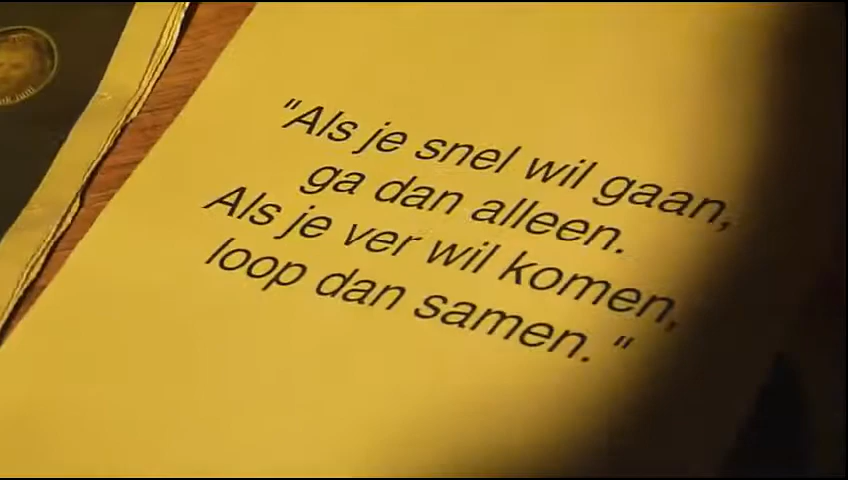 "Als je snel wil gaan,
ga dan alleen.
Als je ver wil komen,
loop dan samen."